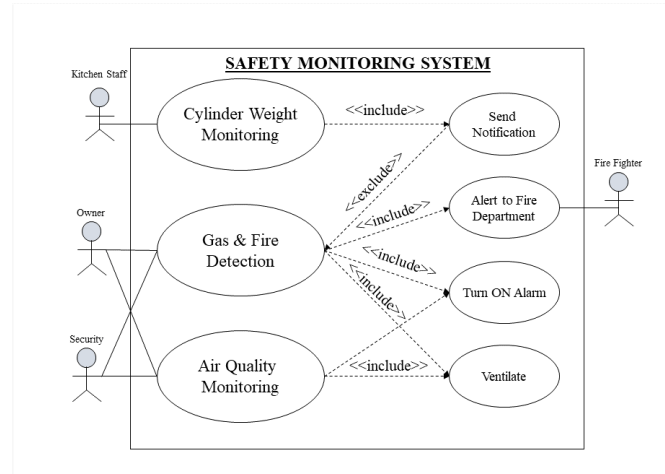 SAFETY MONITORING SYSTEM
Kitchen Staff
Cylinder Weight
Monitoring
<<include>>
Send
Notification
<<exclude>>
Fire Fighter
Alert to Fire
Department
<<include>>
Owner
Gas & Fire
Detection
<<include>>
<<include>>
Turn ON Alarm
Security
Air Quality
Monitoring
<<include>>
Ventilate